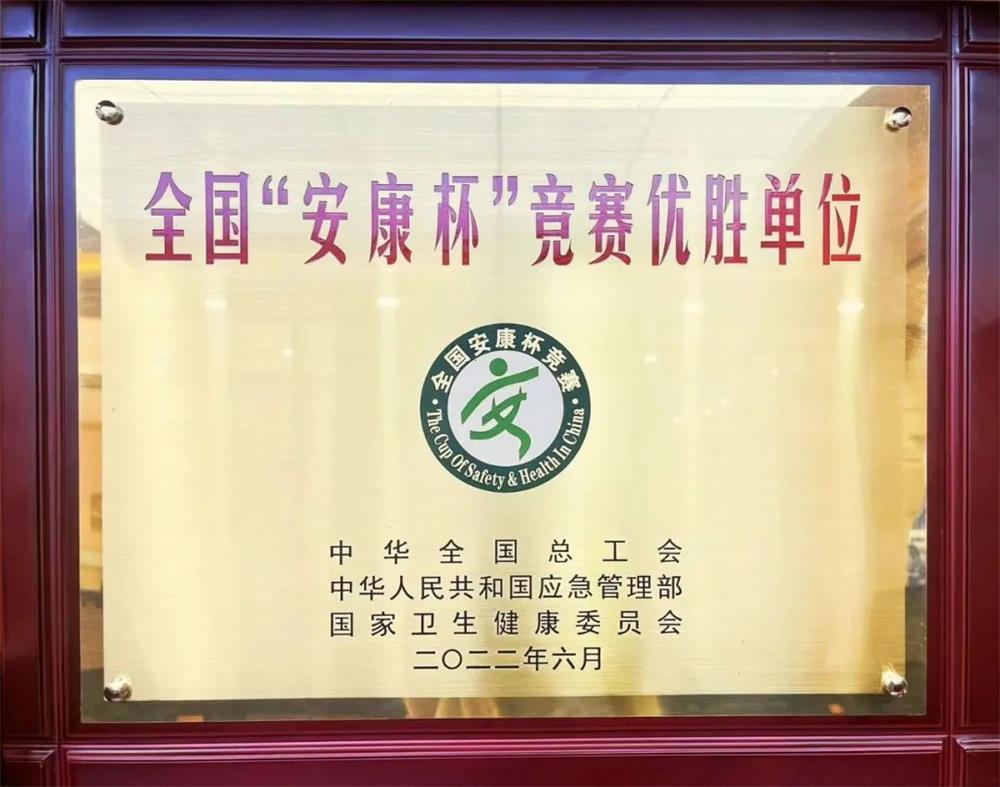 全国“安康杯”竞赛优胜单位
·全国安康杯竞赛·
The Cup Of Safety & Health In China
中华全国总工会
中华人民共和国应急管理部
国家卫生健康委员会
二〇二二年六月